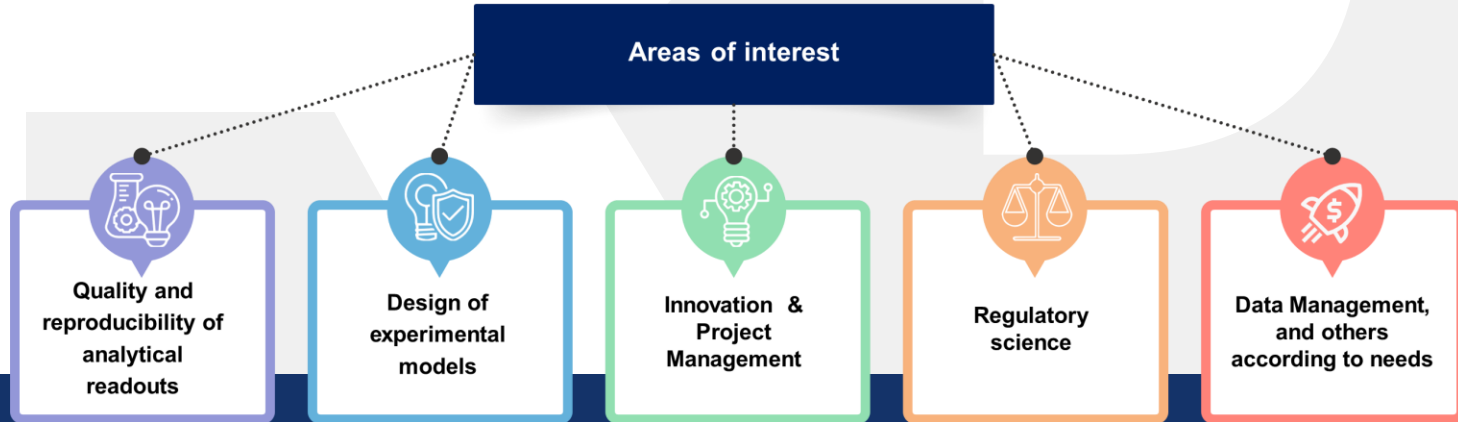 Areas of interest
Quality and
reproducibility of
analytical
readouts
Design of
experimental
models
Innovation &
Project
Management
Regulatory
science
Data Management,
and others
according to needs
$